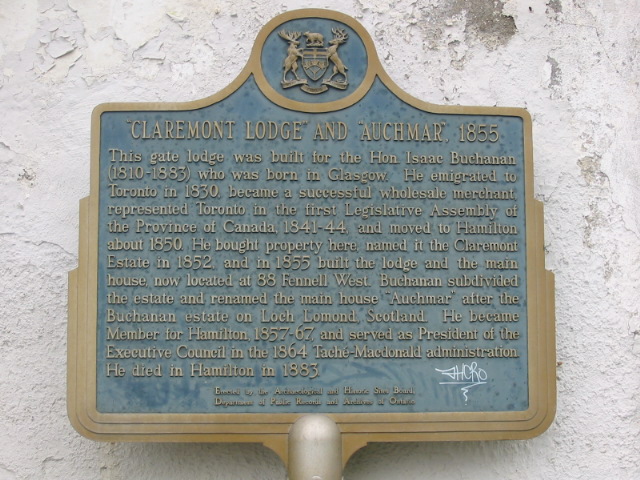 "CLAREMONT LODGE" AND "AUCHMAR", 1855
This gate lodge was built for the Hon. Isaac Buchanan
(1810-1883) who was born in Glasgow. He emigrated to
Toronto in 1830, became a successful wholesale merchant,
represented Toronto in the first Legislative Assembly of
the Province of Canada, 1841-44, and moved to Hamilton
about 1850. He bought property here, named it the Claremont
Estate in 1852, and in 1855 built the lodge and the main
house, now located at 88 Fennell West. Buchanan subdivided
the estate and renamed the main house "Auchmar" after the
Buchanan estate on Loch Lomond, Scotland. He became
Member for Hamilton, 1857-67, and served as President of the
Executive Council in the 1864 Taché-Macdonald administration.
He died in Hamilton in 1883.
Erected by the Archaeological and Historic Sites Board,
Department of Public Records and Archives of Ontario